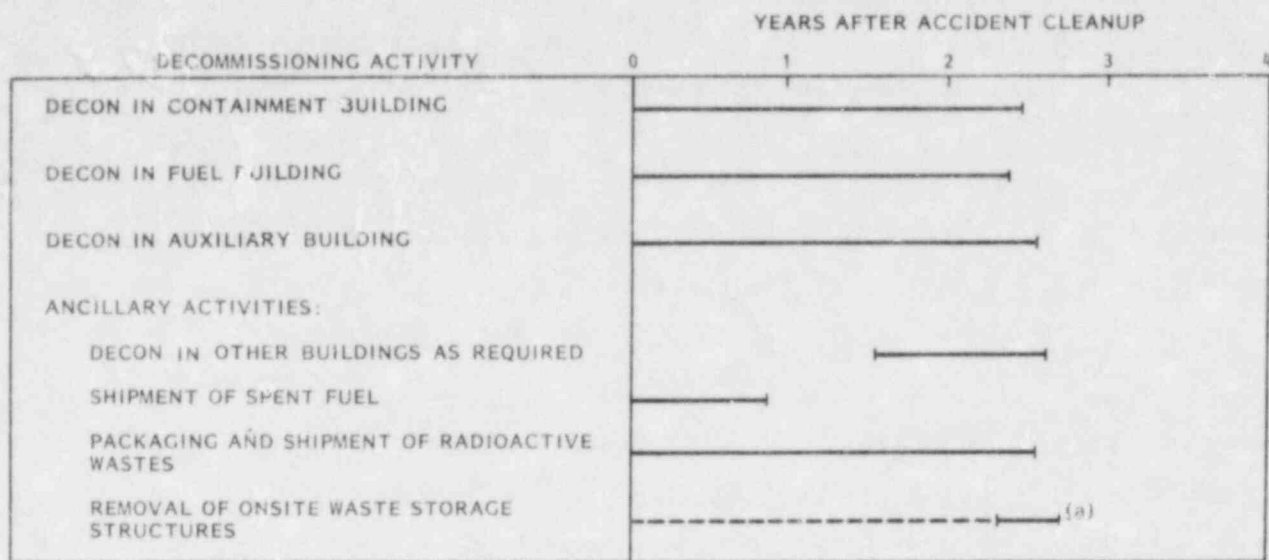 YEARS AFTER ACCIDENT CLEANUP
DECOMMISSIONING ACTIVITY
0 1 2 3 4
DECON IN CONTAINMENT BUILDING
DECON IN FUEL BUILDING
DECON IN AUXILIARY BUILDING
ANCILLARY ACTIVITIES:
DECON IN OTHER BUILDINGS AS REQUIRED
SHIPMENT OF SPENT FUEL
PACKAGING AND SHIPMENT OF RADIOACTIVE
WASTES
REMOVAL OF ONSITE WASTE STORAGE
STRUCTURES
(a)